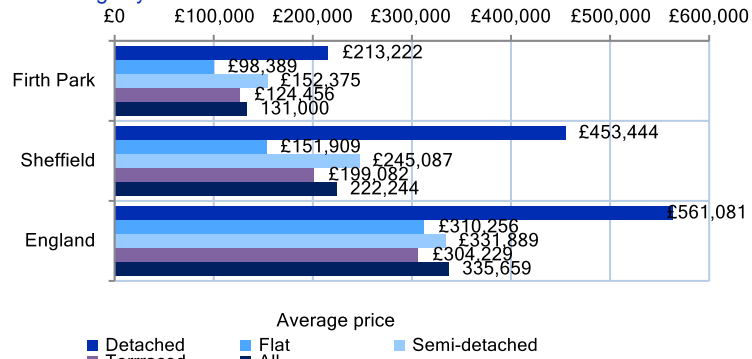 £0 £100,000 £200,000 £300,000 £400,000 £500,000 £600,000
£213,222
£98,389
Firth Park £152,375
£124,456
131,000
£453,444
£151,909
Sheffield £245,087
£199,082
222,244
£561,081
£310,256
England £331,889
£304,229
335,659
Average price
Detached Flat Semi-detached
All